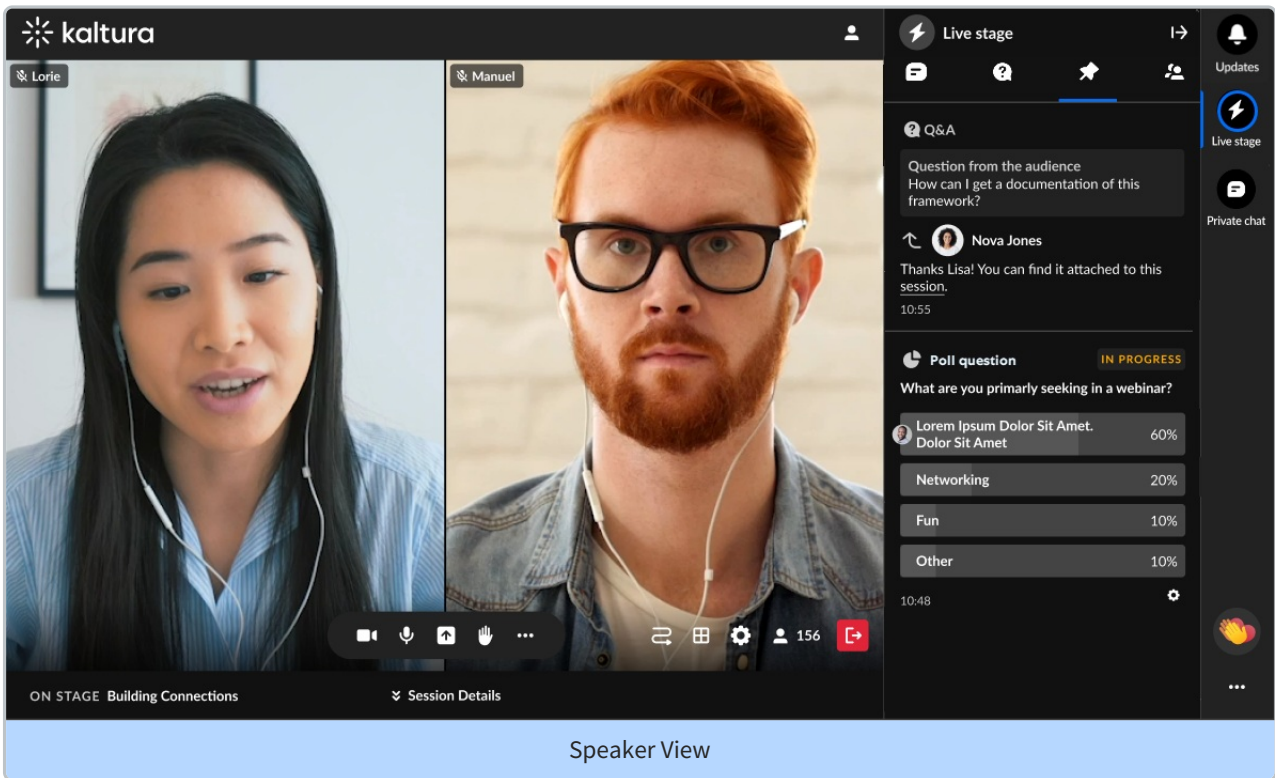 kaltura
Lorie
Manuel
156
ON STAGE Building Connections
Session Details
Live stage
Q&A
Question from the audience
How can I get a documentation of this
framework?
Nova Jones
Thanks Lisa! You can find it attached to this
session.
10:55
Poll question
IN PROGRESS
What are you primarly seeking in a webinar?
Lorem Ipsum Dolor Sit Amet.
Dolor Sit Amet
60%
Networking 20%
Fun 10%
Other 10%
10:48
Updates
Live stage
Private chat
Speaker View